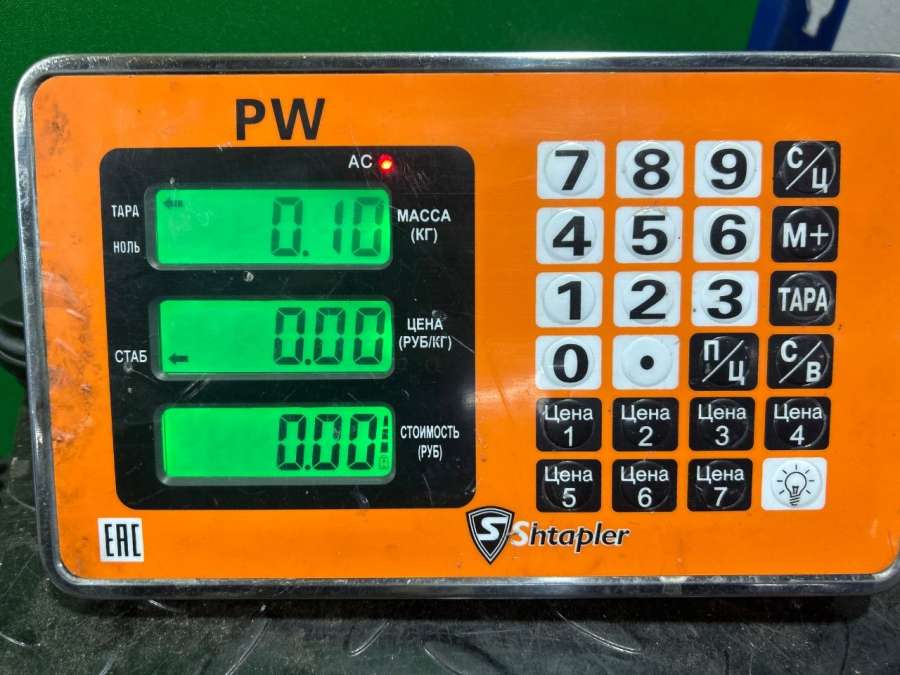 PW
AC
ТАРА
НОЛЬ
0.10
МАССА
(КГ)
СТАБ
0.00
ЦЕНА
(РУБ/КГ)
0.00
СТОИМОСТЬ
(РУБ)
7 8 9 С/Ц
4 5 6 М+
1 2 3 ТАРА
0 . П/Ц С/В
Цена 1 Цена 2 Цена 3 Цена 4
Цена 5 Цена 6 Цена 7
EAC
S Shtapler